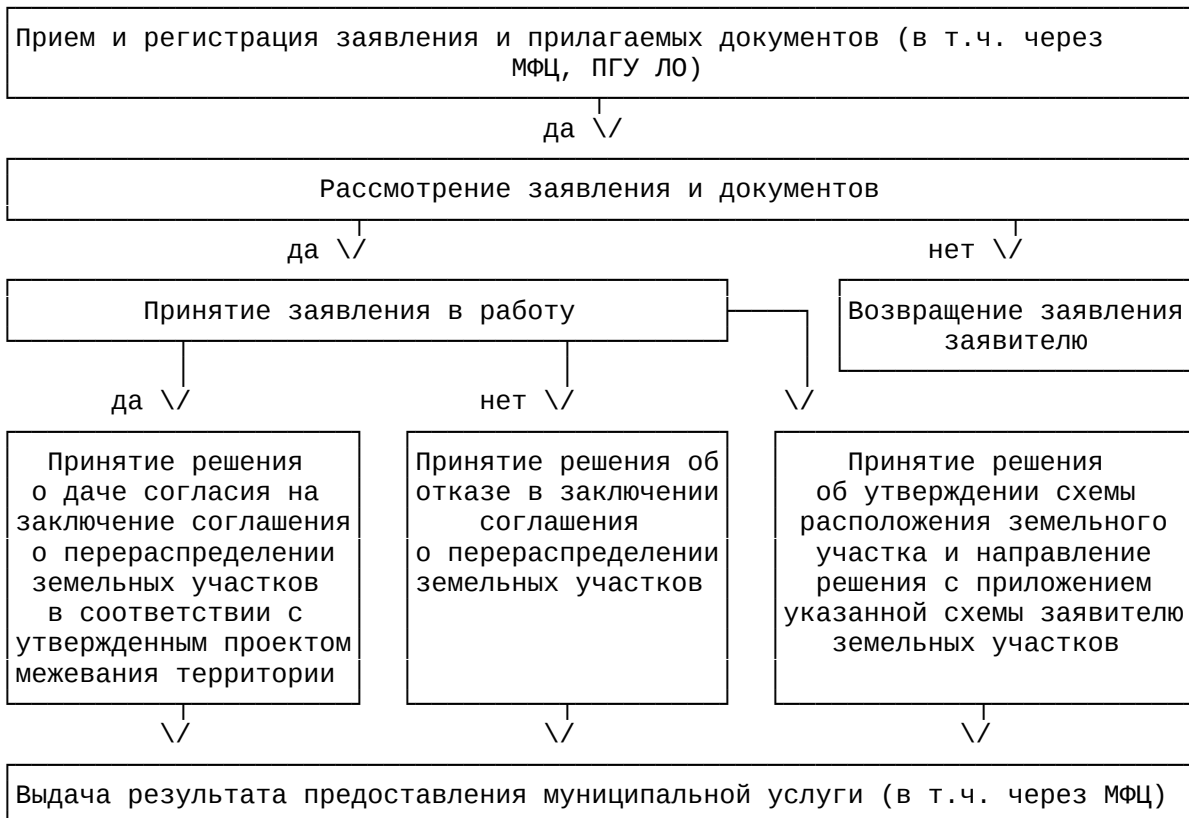 Прием и регистрация заявления и прилагаемых документов (в т.ч. через
МФЦ, ПГУ ЛО)
да \/
Рассмотрение заявления и документов
да \/
нет \/
Принятие заявления в работу
Возвращение заявления
заявителю
да \/
нет \/
\/
Принятие решения
о даче согласия на
заключение соглашения
о перераспределении
земельных участков
в соответствии с
утвержденным проектом
межевания территории
Принятие решения об
отказе в заключении
соглашения
о перераспределении
земельных участков
Принятие решения
об утверждении схемы
расположения земельного
участка и направление
решения с приложением
указанной схемы заявителю
земельных участков
\/
\/
\/
Выдача результата предоставления муниципальной услуги (в т.ч. через МФЦ)